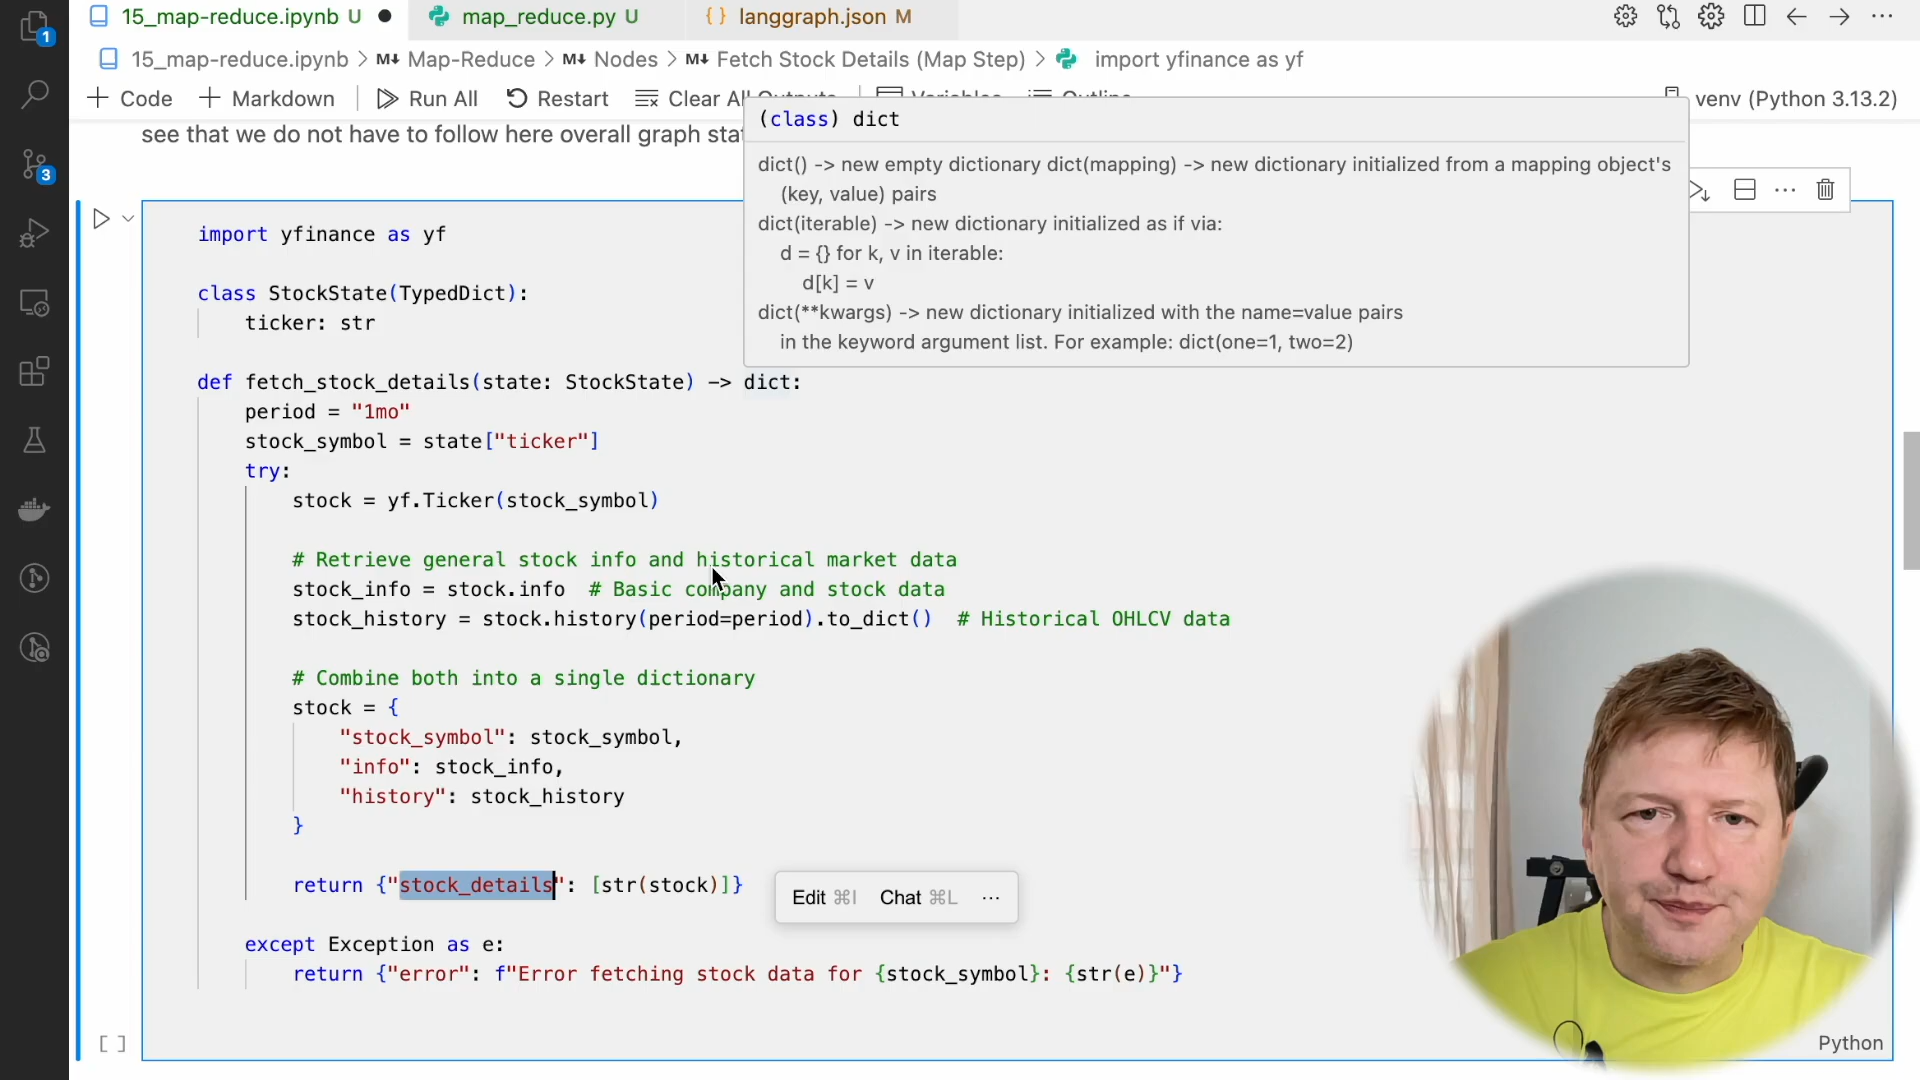 15_map-reduce.ipynb U
map_reduce.py U
langgraph.json M
15_map-reduce.ipynb > M↓ Map-Reduce > M↓ Nodes > M↓ Fetch Stock Details (Map Step) > import yfinance as yf
+ Code + Markdown Run All Restart Clear All Outputs Variables Outline venv (Python 3.13.2)
see that we do not have to follow here overall graph
(class) dict
dict() -> new empty dictionary dict(mapping) -> new dictionary initialized from a mapping object's
(key, value) pairs
dict(iterable) -> new dictionary initialized as if via:
d = {} for k, v in iterable:
d[k] = v
dict(**kwargs) -> new dictionary initialized with the name=value pairs
in the keyword argument list. For example: dict(one=1, two=2)
import yfinance as yf
class StockState(TypedDict):
ticker: str
def fetch_stock_details(state: StockState) -> dict:
period = "1mo"
stock_symbol = state["ticker"]
try:
stock = yf.Ticker(stock_symbol)
# Retrieve general stock info and historical market data
stock_info = stock.info # Basic company and stock data
stock_history = stock.history(period=period).to_dict() # Historical OHLCV data
# Combine both into a single dictionary
stock = {
"stock_symbol": stock_symbol,
"info": stock_info,
"history": stock_history
}
return {"stock_details": [str(stock)]}
Edit ⌘I Chat ⌘L ···
except Exception as e:
return {"error": f"Error fetching stock data for {stock_symbol}: {str(e)}"}
[ ]
Python
1
3